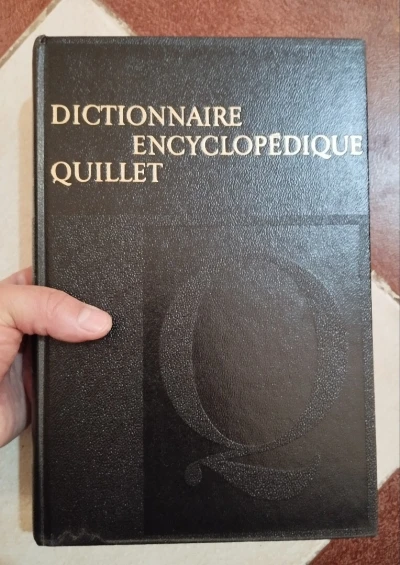 DICTIONNAIRE
ENCYCLOPÉDIQUE
QUILLET
Q